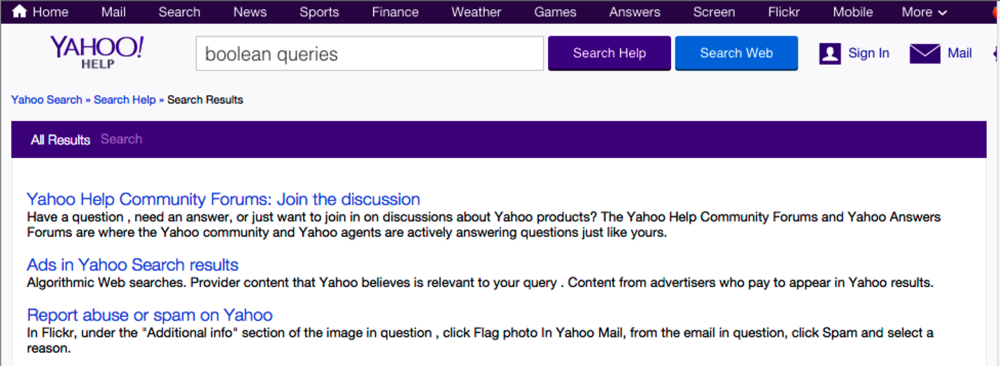 Home Mail Search News Sports Finance Weather Games Answers Screen Flickr Mobile More
YAHOO!
HELP
boolean queries
Search Help
Search Web
Sign In
Mail
Yahoo Search » Search Help » Search Results
All Results Search
Yahoo Help Community Forums: Join the discussion
Have a question , need an answer, or just want to join in on discussions about Yahoo products? The Yahoo Help Community Forums and Yahoo Answers
Forums are where the Yahoo community and Yahoo agents are actively answering questions just like yours.
Ads in Yahoo Search results
Algorithmic Web searches. Provider content that Yahoo believes is relevant to your query . Content from advertisers who pay to appear in Yahoo results.
Report abuse or spam on Yahoo
In Flickr, under the "Additional info" section of the image in question , click Flag photo In Yahoo Mail, from the email in question, click Spam and select a
reason.